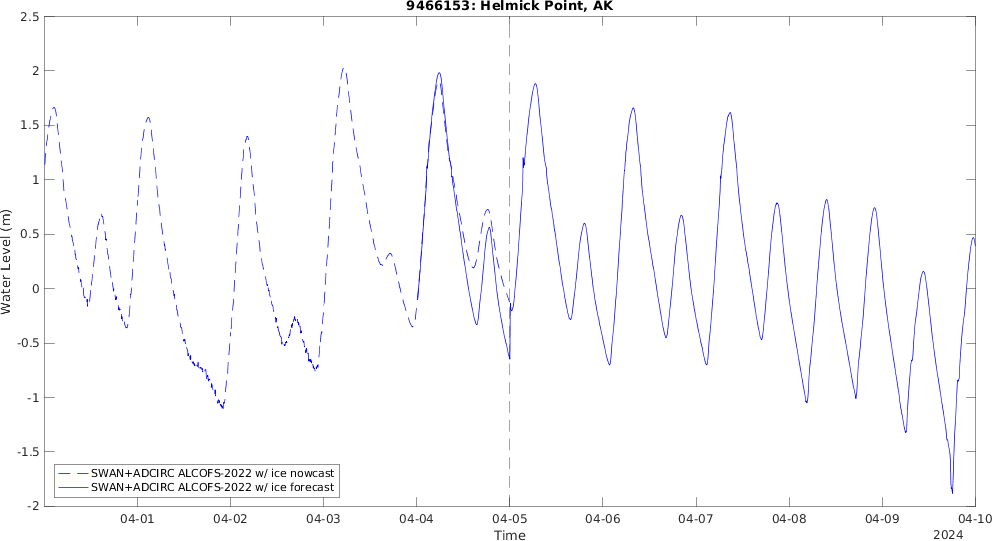 9466153: Helmick Point, AK
2.5
2
1.5
1
0.5
0
-0.5
-1
-1.5
-2
Water Level (m)
SWAN+ADCIRC ALCOFS-2022 w/ ice nowcast
SWAN+ADCIRC ALCOFS-2022 w/ ice forecast
04-01 04-02 04-03 04-04 04-05 04-06 04-07 04-08 04-09 04-10
Time
2024